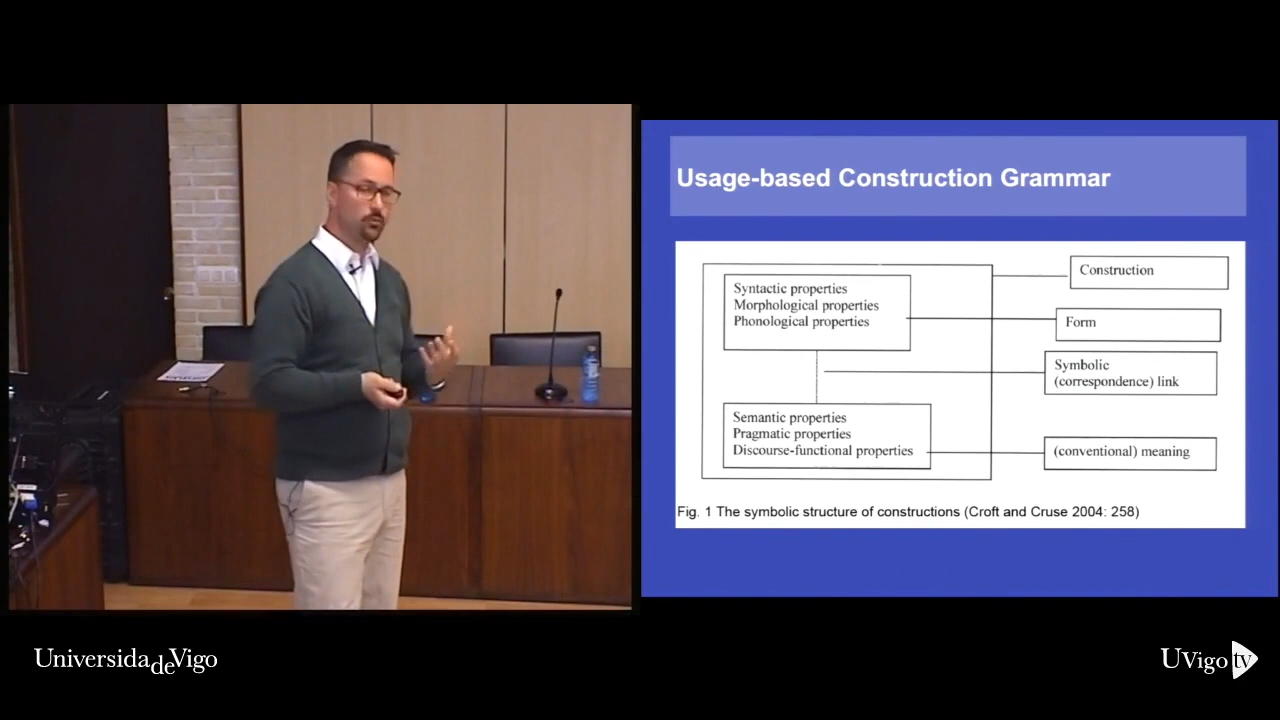 Usage-based Construction Grammar
Syntactic properties
Morphological properties
Phonological properties
Construction
Form
Symbolic
(correspondence) link
Semantic properties
Pragmatic properties
Discourse-functional properties
(conventional) meaning
Fig. 1 The symbolic structure of constructions (Croft and Cruse 2004: 258)
UniversidadeVigo
UVigo tv